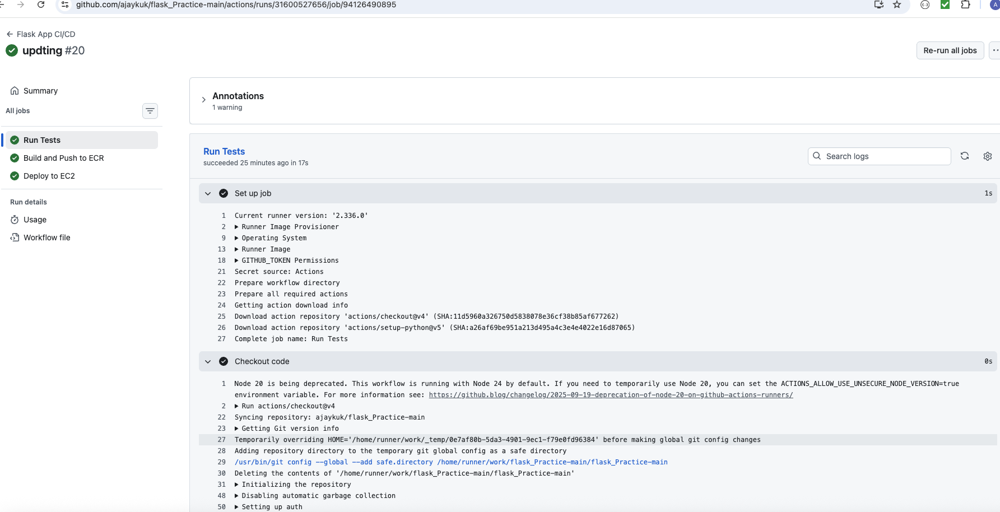 github.com/ajaykuk/flask_Practice-main/actions/runs/31600527656/job/94126490895
A
Flask App CI/CD
updting #20
Re-run all jobs
Summary
All jobs
Run Tests
Build and Push to ECR
Deploy to EC2
Run details
Usage
Workflow file
Annotations
1 warning
Run Tests
succeeded 25 minutes ago in 17s
Search logs
Set up job 1s
1 Current runner version: '2.336.0'
2 Runner Image Provisioner
9 Operating System
13 Runner Image
18 GITHUB_TOKEN Permissions
21 Secret source: Actions
22 Prepare workflow directory
23 Prepare all required actions
24 Getting action download info
25 Download action repository 'actions/checkout@v4' (SHA:11d5960a326750d5838078e36cf38b85af677262)
26 Download action repository 'actions/setup-python@v5' (SHA:a26af69be951a213d495a4c3e4e4022e16d87065)
27 Complete job name: Run Tests
Checkout code 0s
1 Node 20 is being deprecated. This workflow is running with Node 24 by default. If you need to temporarily use Node 20, you can set the ACTIONS_ALLOW_USE_UNSECURE_NODE_VERSION=true
environment variable. For more information see: https://github.blog/changelog/2025-09-19-deprecation-of-node-20-on-github-actions-runners/
2 Run actions/checkout@v4
22 Syncing repository: ajaykuk/flask_Practice-main
23 Getting Git version info
27 Temporarily overriding HOME='/home/runner/work/_temp/0e7af80b-5da3-4901-9ec1-f79e0fd96384' before making global git config changes
28 Adding repository directory to the temporary git global config as a safe directory
29 /usr/bin/git config --global --add safe.directory /home/runner/work/flask_Practice-main/flask_Practice-main
30 Deleting the contents of '/home/runner/work/flask_Practice-main/flask_Practice-main'
31 Initializing the repository
48 Disabling automatic garbage collection
50 Setting up auth